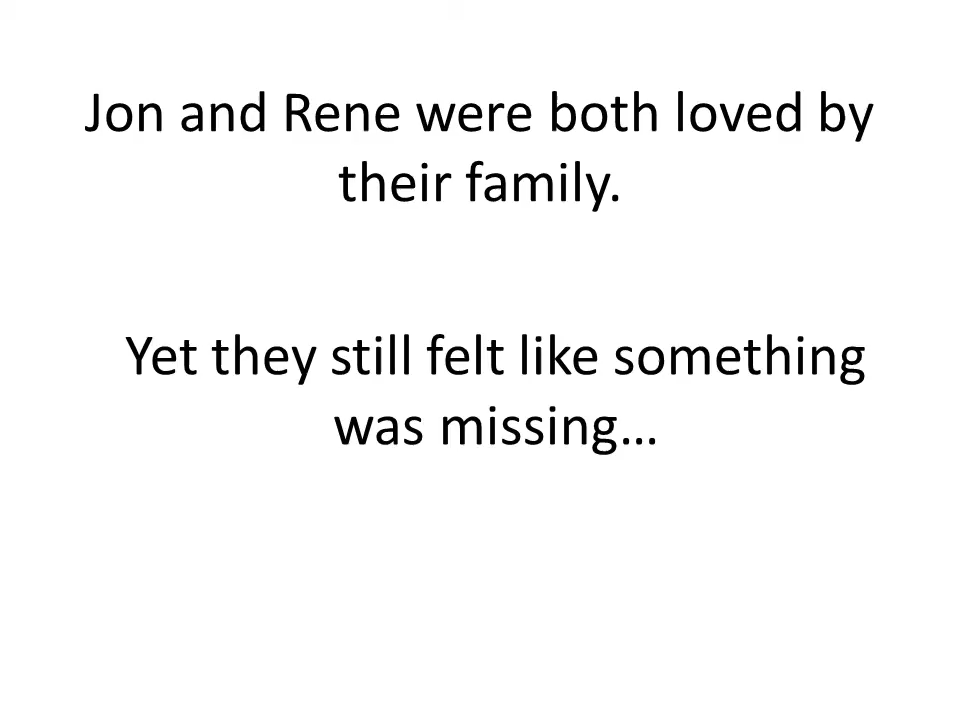 Jon and Rene were both loved by
their family.
Yet they still felt like something
was missing…